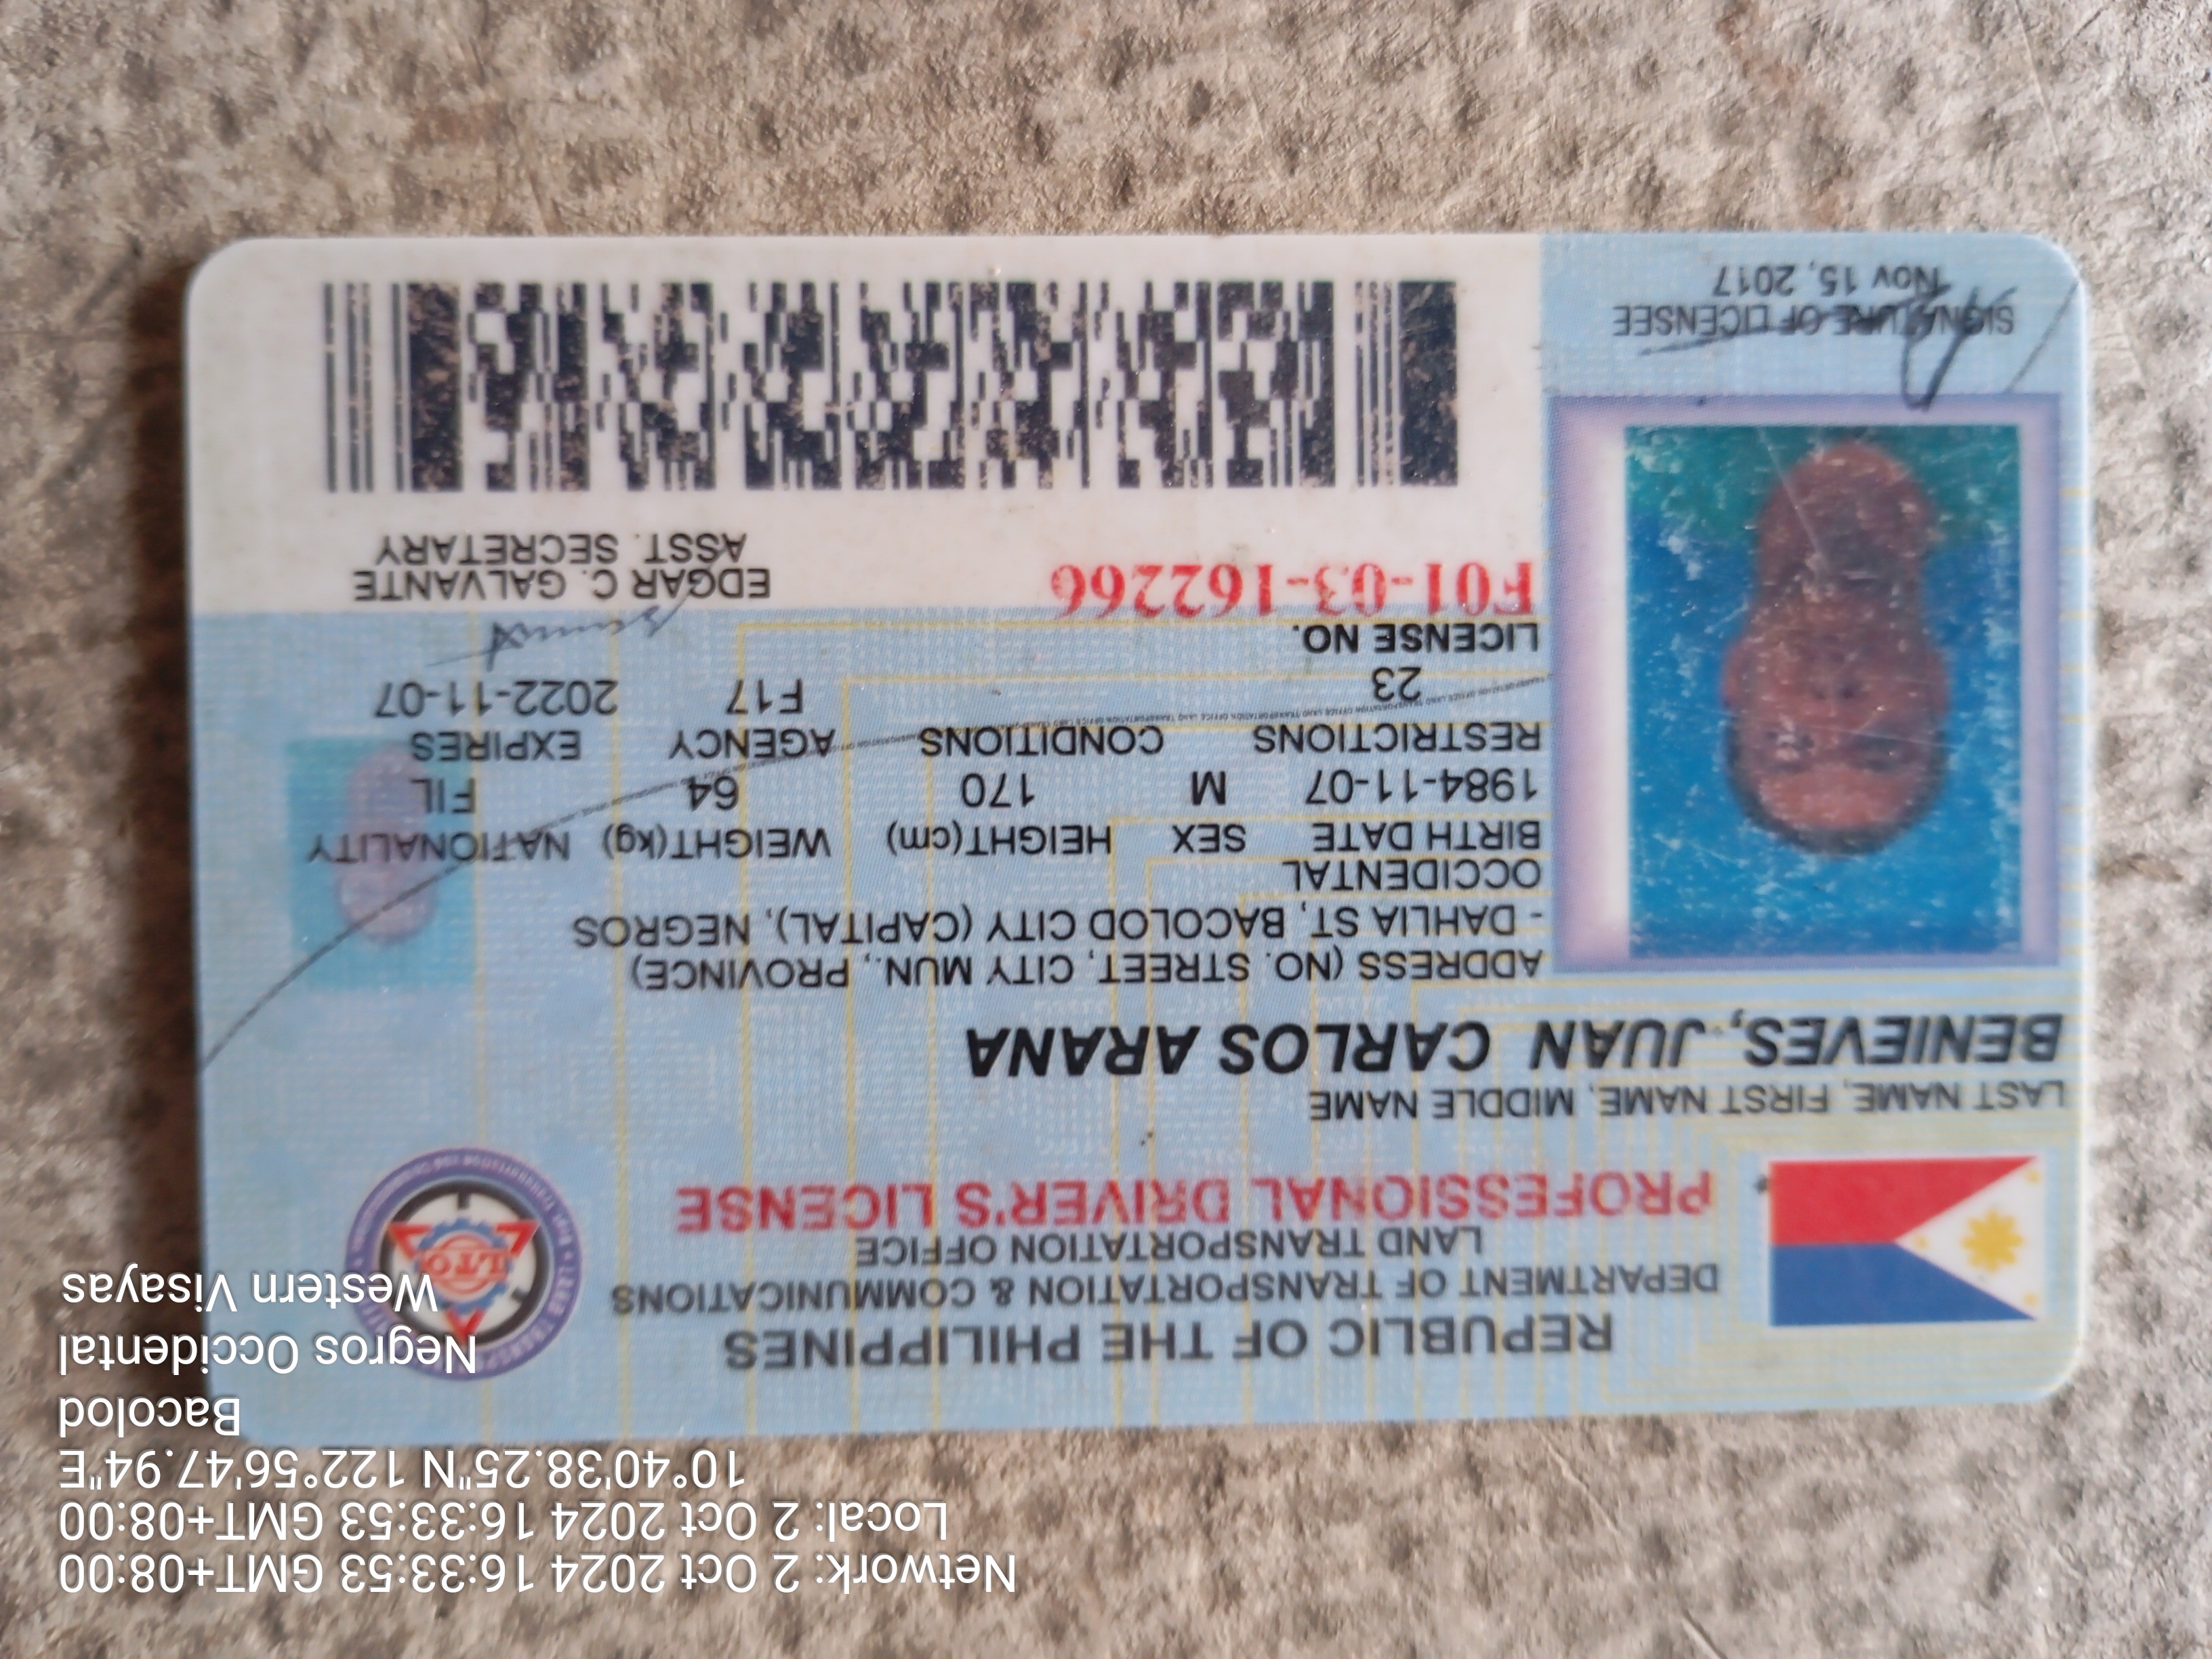 REPUBLIC OF THE PHILIPPINES
DEPARTMENT OF TRANSPORTATION & COMMUNICATIONS
LAND TRANSPORTATION OFFICE
PROFESSIONAL DRIVER'S LICENSE
LTO
LAST NAME, FIRST NAME, MIDDLE NAME
BENIEVES, JUAN CARLOS ARANA
ADDRESS (NO. STREET, CITY MUN., PROVINCE)
- DAHLIA ST, BACOLOD CITY (CAPITAL), NEGROS
OCCIDENTAL
BIRTH DATE SEX HEIGHT(cm) WEIGHT(kg) NATIONALITY
1984-11-07 M 170 64 FIL
RESTRICTIONS CONDITIONS AGENCY EXPIRES
23 F17 2022-11-07
LICENSE NO.
F01-03-162266
EDGAR C. GALVANTE
ASST. SECRETARY
SIGNATURE OF LICENSEE
Nov 15, 2017
Network: 2 Oct 2024 16:33:53 GMT+08:00
Local: 2 Oct 2024 16:33:53 GMT+08:00
10°40'38.25"N 122°56'47.94"E
Bacolod
Negros Occidental
Western Visayas